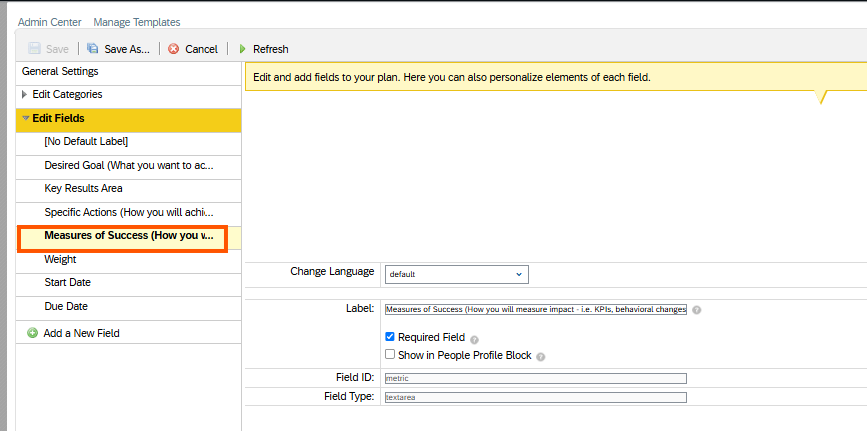 Admin Center Manage Templates
Save Save As... Cancel Refresh
General Settings
Edit Categories
Edit Fields
[No Default Label]
Desired Goal (What you want to ac...
Key Results Area
Specific Actions (How you will achi...
Measures of Success (How you v...
Weight
Start Date
Due Date
Add a New Field
Edit and add fields to your plan. Here you can also personalize elements of each field.
Change Language default
Label: Measures of Success (How you will measure impact - i.e. KPIs, behavioral changes ?
Required Field ?
Show in People Profile Block ?
Field ID: metric
Field Type: textarea